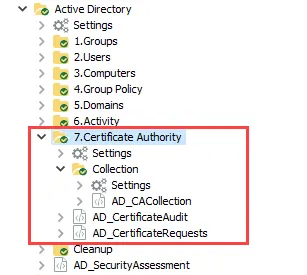 Active Directory
Settings
1.Groups
2.Users
3.Computers
4.Group Policy
5.Domains
6.Activity
7.Certificate Authority
Settings
Collection
Settings
AD_CACollection
AD_CertificateAudit
AD_CertificateRequests
Cleanup
AD_SecurityAssessment